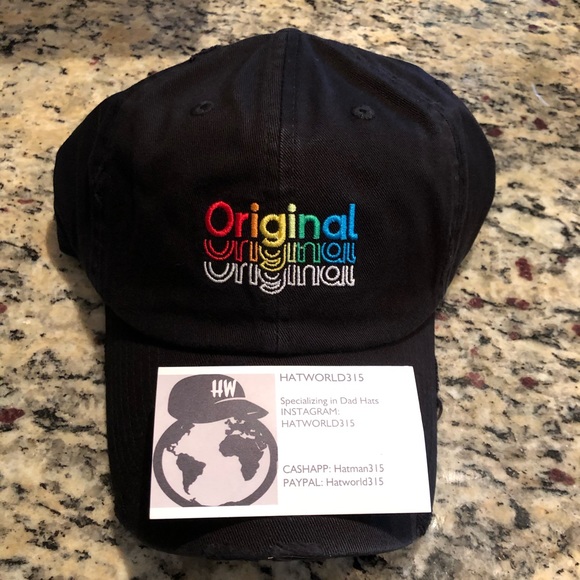 Original
Original
Original
HW
HATWORLD315
Specializing in Dad Hats
INSTAGRAM:
HATWORLD315
CASHAPP: Hatman315
PAYPAL: Hatworld315